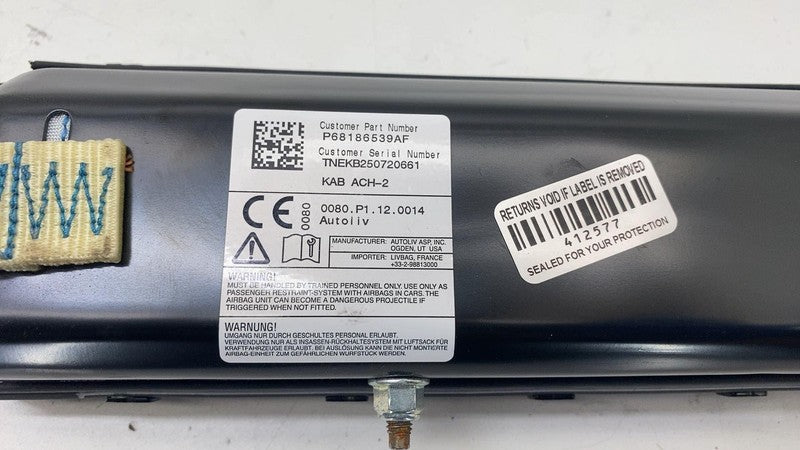 Customer Part Number
P68186539AF
Customer Serial Number
TNEKB250720661
KAB ACH-2
CE 0080
0080.P1.12.0014
Autoliv
MANUFACTURER: AUTOLIV ASP, INC.
OGDEN, UT USA
IMPORTER: LIVBAG, FRANCE
+33-2-98813000
WARNING!
MUST BE HANDLED BY TRAINED PERSONNEL ONLY. USE ONLY AS
PASSENGER RESTRAINT-SYSTEM WITH AIRBAGS IN CARS. THE
AIRBAG UNIT CAN BECOME A DANGEROUS PROJECTILE IF
TRIGGERED WHEN NOT FITTED.
WARNUNG!
UMGANG NUR DURCH GESCHULTES PERSONAL ERLAUBT.
VERWENDUNG NUR ALS INSASSEN-RÜCKHALTESYSTEM MIT LUFTSACK FÜR
KRAFTFAHRZEUGE ERLAUBT. BEI AUSLÖSUNG KANN DIE NICHT MONTIERTE
AIRBAG-EINHEIT ZUM GEFÄHRLICHEN WURFSTÜCK WERDEN.
RETURNS VOID IF LABEL IS REMOVED
412577
SEALED FOR YOUR PROTECTION